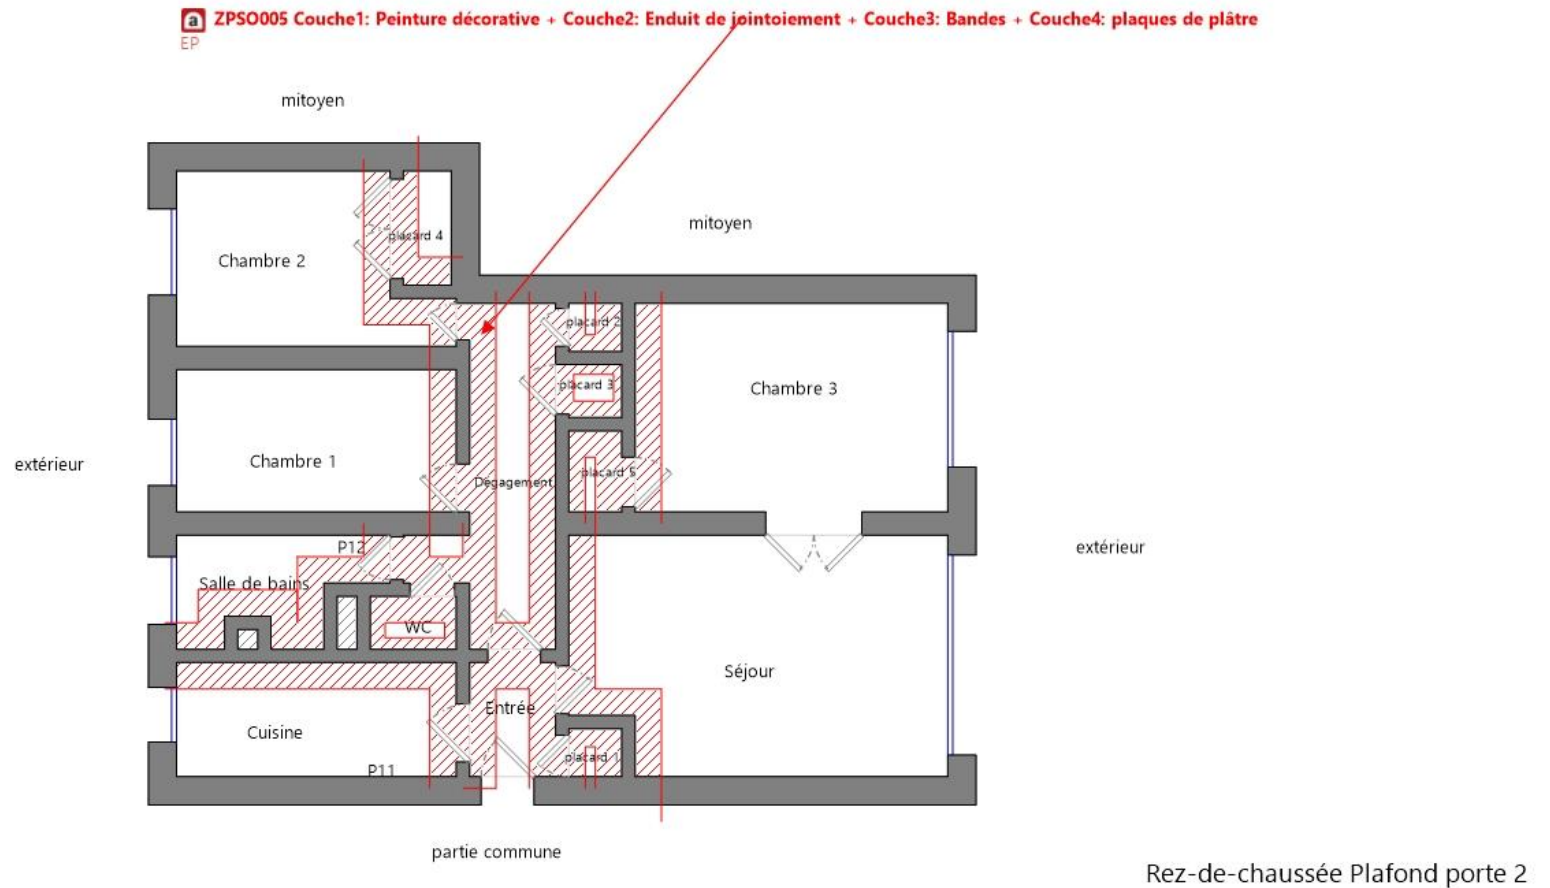 a ZPSO005 Couche1: Peinture décorative + Couche2: Enduit de jointoiement + Couche3: Bandes + Couche4: plaques de plâtre
EP
mitoyen
mitoyen
placard 4
Chambre 2
placard 2
placard 3
Chambre 3
Chambre 1
extérieur
placard 5
Dégagement
P12
extérieur
Salle de bains
WC
Séjour
Entrée
Cuisine
placard 1
P11
partie commune
Rez-de-chaussée Plafond porte 2